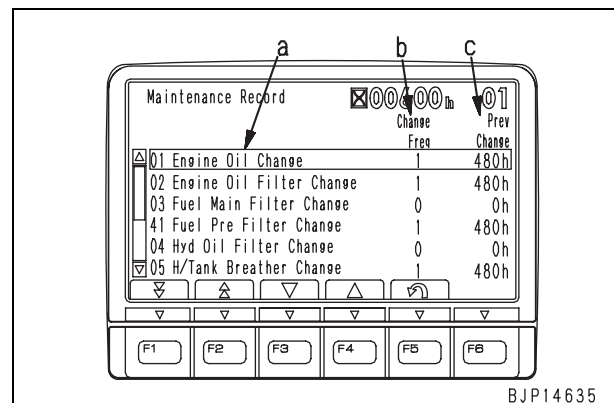 a b c
Maintenance Record 00600h 01
Change Prev
Freq Change
01 Engine Oil Change 1 480h
02 Engine Oil Filter Change 1 480h
03 Fuel Main Filter Change 0 0h
41 Fuel Pre Filter Change 1 480h
04 Hyd Oil Filter Change 0 0h
05 H/Tank Breather Change 1 480h
F1 F2 F3 F4 F5 F6
BJP14635